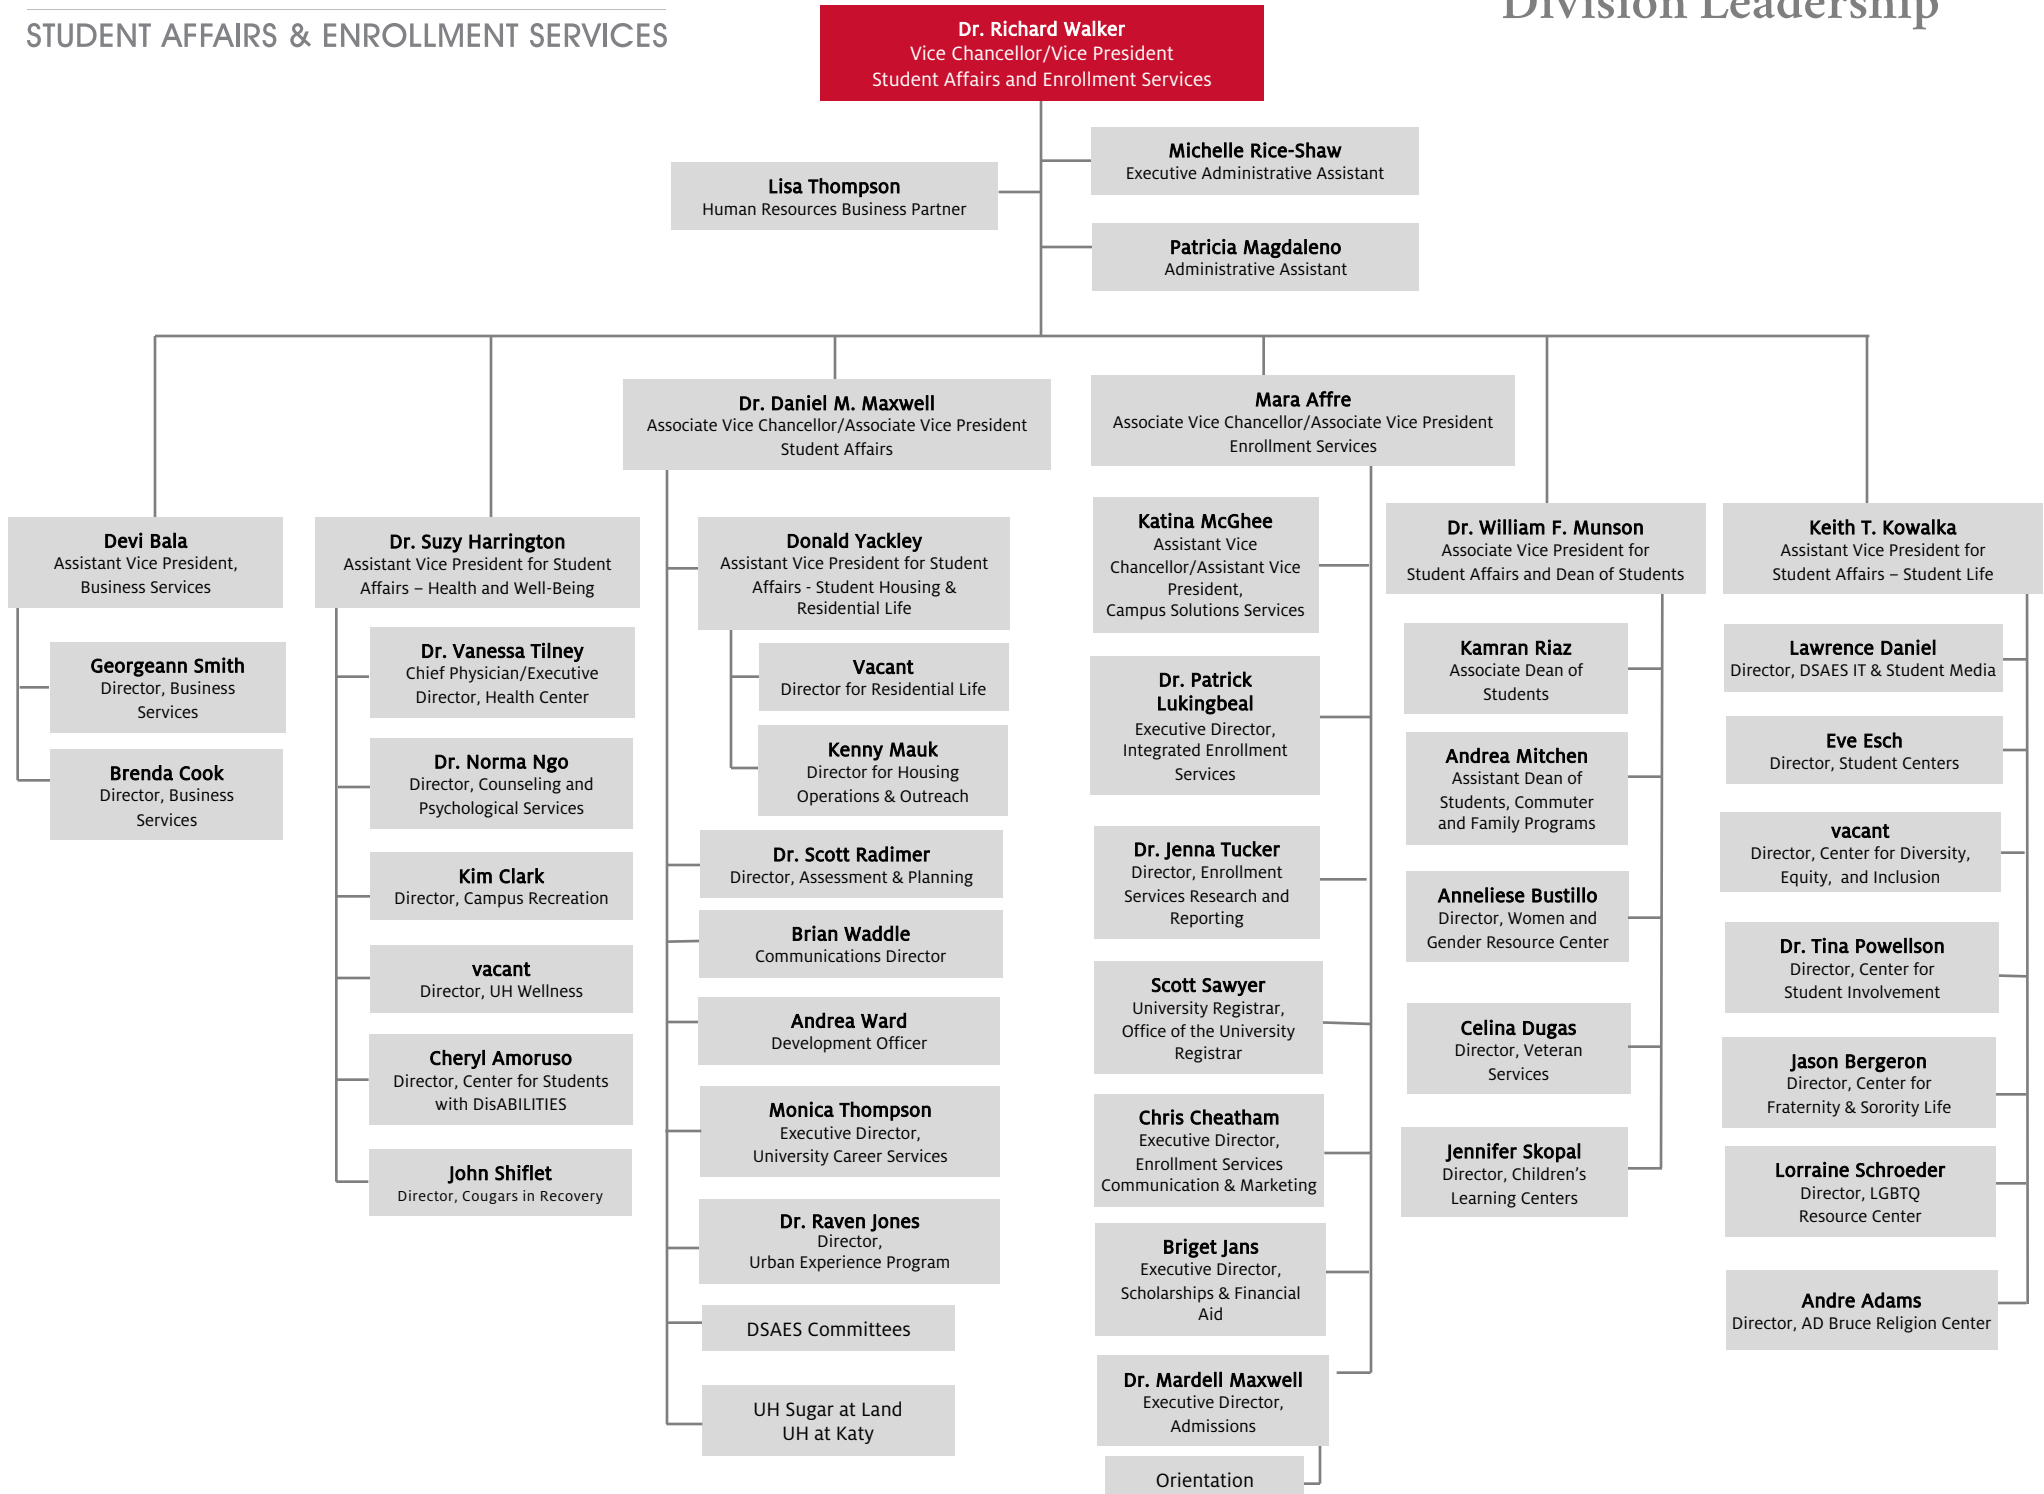 STUDENT AFFAIRS & ENROLLMENT SERVICES
Division Leadership
Dr. Richard Walker
Vice Chancellor/Vice President
Student Affairs and Enrollment Services
Michelle Rice-Shaw
Executive Administrative Assistant
Lisa Thompson
Human Resources Business Partner
Patricia Magdaleno
Administrative Assistant
Dr. Daniel M. Maxwell
Associate Vice Chancellor/Associate Vice President
Student Affairs
Mara Affre
Associate Vice Chancellor/Associate Vice President
Enrollment Services
Devi Bala
Assistant Vice President,
Business Services
Georgeann Smith
Director, Business
Services
Brenda Cook
Director, Business
Services
Dr. Suzy Harrington
Assistant Vice President for Student
Affairs – Health and Well-Being
Dr. Vanessa Tilney
Chief Physician/Executive
Director, Health Center
Dr. Norma Ngo
Director, Counseling and
Psychological Services
Kim Clark
Director, Campus Recreation
vacant
Director, UH Wellness
Cheryl Amoruso
Director, Center for Students
with DisABILITIES
John Shiflet
Director, Cougars in Recovery
Donald Yackley
Assistant Vice President for Student
Affairs - Student Housing &
Residential Life
Vacant
Director for Residential Life
Kenny Mauk
Director for Housing
Operations & Outreach
Dr. Scott Radimer
Director, Assessment & Planning
Brian Waddle
Communications Director
Andrea Ward
Development Officer
Monica Thompson
Executive Director,
University Career Services
Dr. Raven Jones
Director,
Urban Experience Program
DSAES Committees
UH Sugar at Land
UH at Katy
Katina McGhee
Assistant Vice
Chancellor/Assistant Vice
President,
Campus Solutions Services
Dr. Patrick
Lukingbeal
Executive Director,
Integrated Enrollment
Services
Dr. Jenna Tucker
Director, Enrollment
Services Research and
Reporting
Scott Sawyer
University Registrar,
Office of the University
Registrar
Chris Cheatham
Executive Director,
Enrollment Services
Communication & Marketing
Briget Jans
Executive Director,
Scholarships & Financial
Aid
Dr. Mardell Maxwell
Executive Director,
Admissions
Orientation
Dr. William F. Munson
Associate Vice President for
Student Affairs and Dean of Students
Kamran Riaz
Associate Dean of
Students
Andrea Mitchen
Assistant Dean of
Students, Commuter
and Family Programs
Anneliese Bustillo
Director, Women and
Gender Resource Center
Celina Dugas
Director, Veteran
Services
Jennifer Skopal
Director, Children's
Learning Centers
Keith T. Kowalka
Assistant Vice President for
Student Affairs – Student Life
Lawrence Daniel
Director, DSAES IT & Student Media
Eve Esch
Director, Student Centers
vacant
Director, Center for Diversity,
Equity, and Inclusion
Dr. Tina Powellson
Director, Center for
Student Involvement
Jason Bergeron
Director, Center for
Fraternity & Sorority Life
Lorraine Schroeder
Director, LGBTQ
Resource Center
Andre Adams
Director, AD Bruce Religion Center